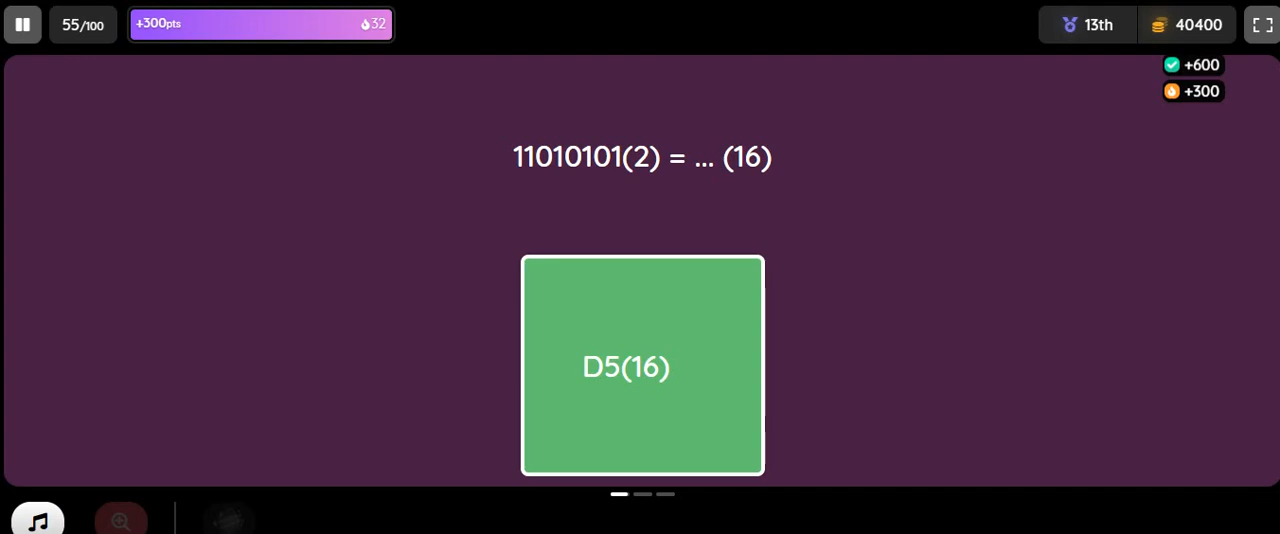 55/100
+300pts
32
13th
40400
+600
+300
11010101(2) = ... (16)
D5(16)